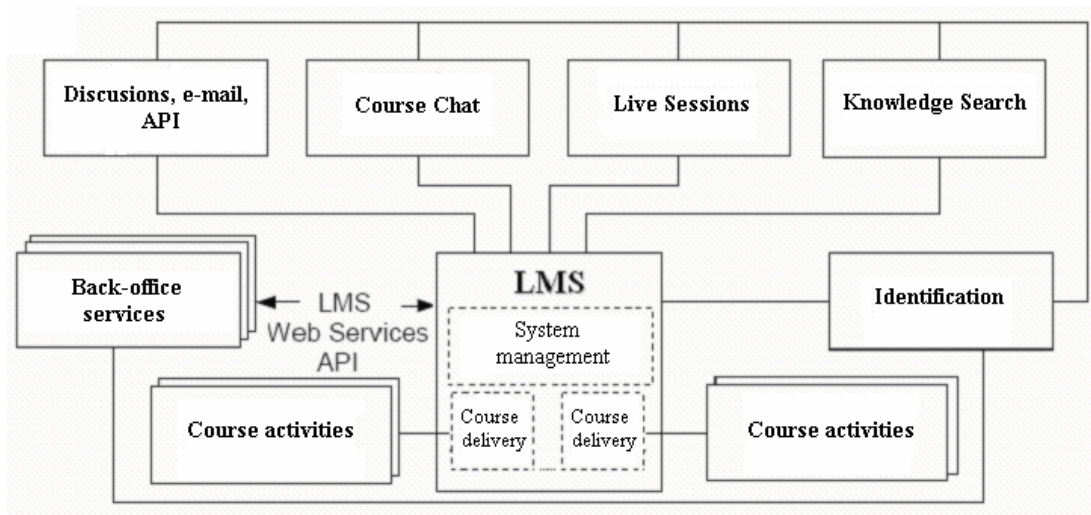 Discusions, e-mail,
API
Course Chat
Live Sessions
Knowledge Search
Back-office
services
LMS
Web Services
API
LMS
System
management
Course
delivery
.....
Course
delivery
Identification
Course activities
Course activities